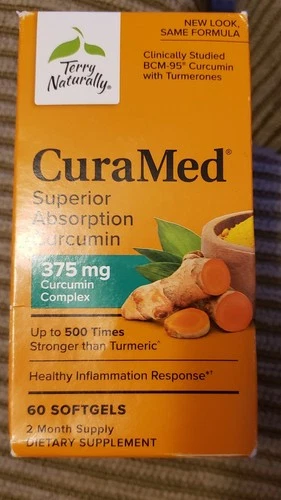 NEW LOOK,
SAME FORMULA
Terry
Naturally®
Clinically Studied
BCM-95® Curcumin
with Turmerones
CuraMed®
Superior
Absorption
Curcumin
375 mg
Curcumin
Complex
Up to 500 Times
Stronger than Turmeric^
Healthy Inflammation Response*†
60 SOFTGELS
2 Month Supply
DIETARY SUPPLEMENT